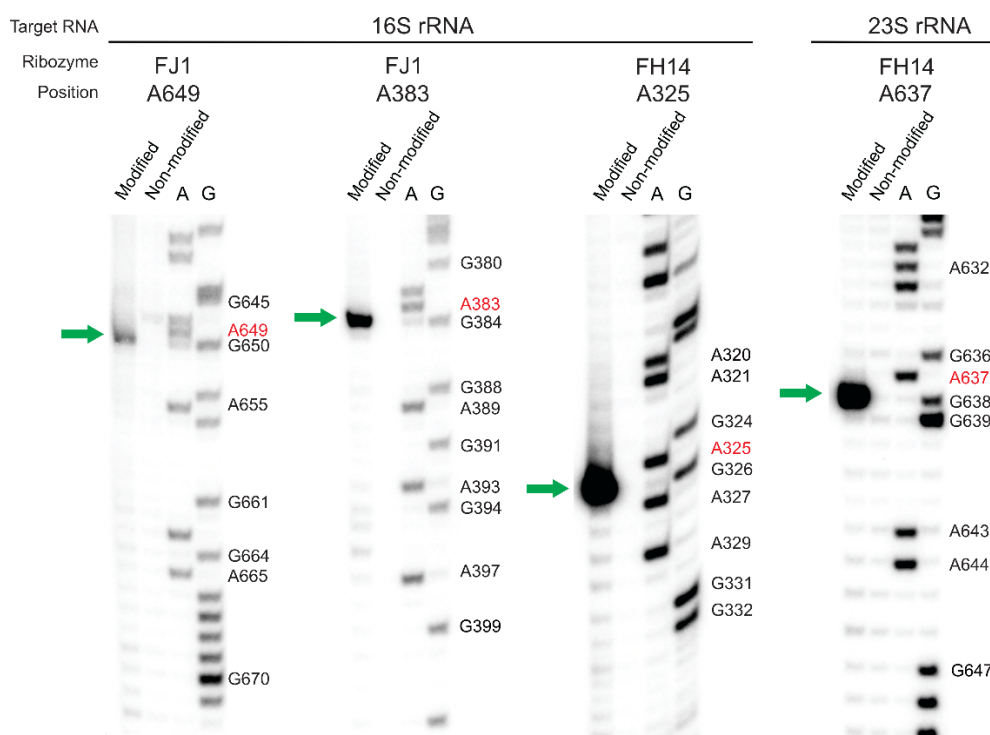 Target RNA 16S rRNA 23S rRNA
Ribozyme FJ1 FJ1 FH14 FH14
Position A649 A383 A325 A637
Modified Non-modified A G Modified Non-modified A G Modified Non-modified A G Modified Non-modified A G
G645
A649
G650
A655
G661
G664
A665
G670
G380
A383
G384
G388
A389
G391
A393
G394
A397
G399
A320
A321
G324
A325
G326
A327
A329
G331
G332
A632
G636
A637
G638
G639
A643
A644
G647